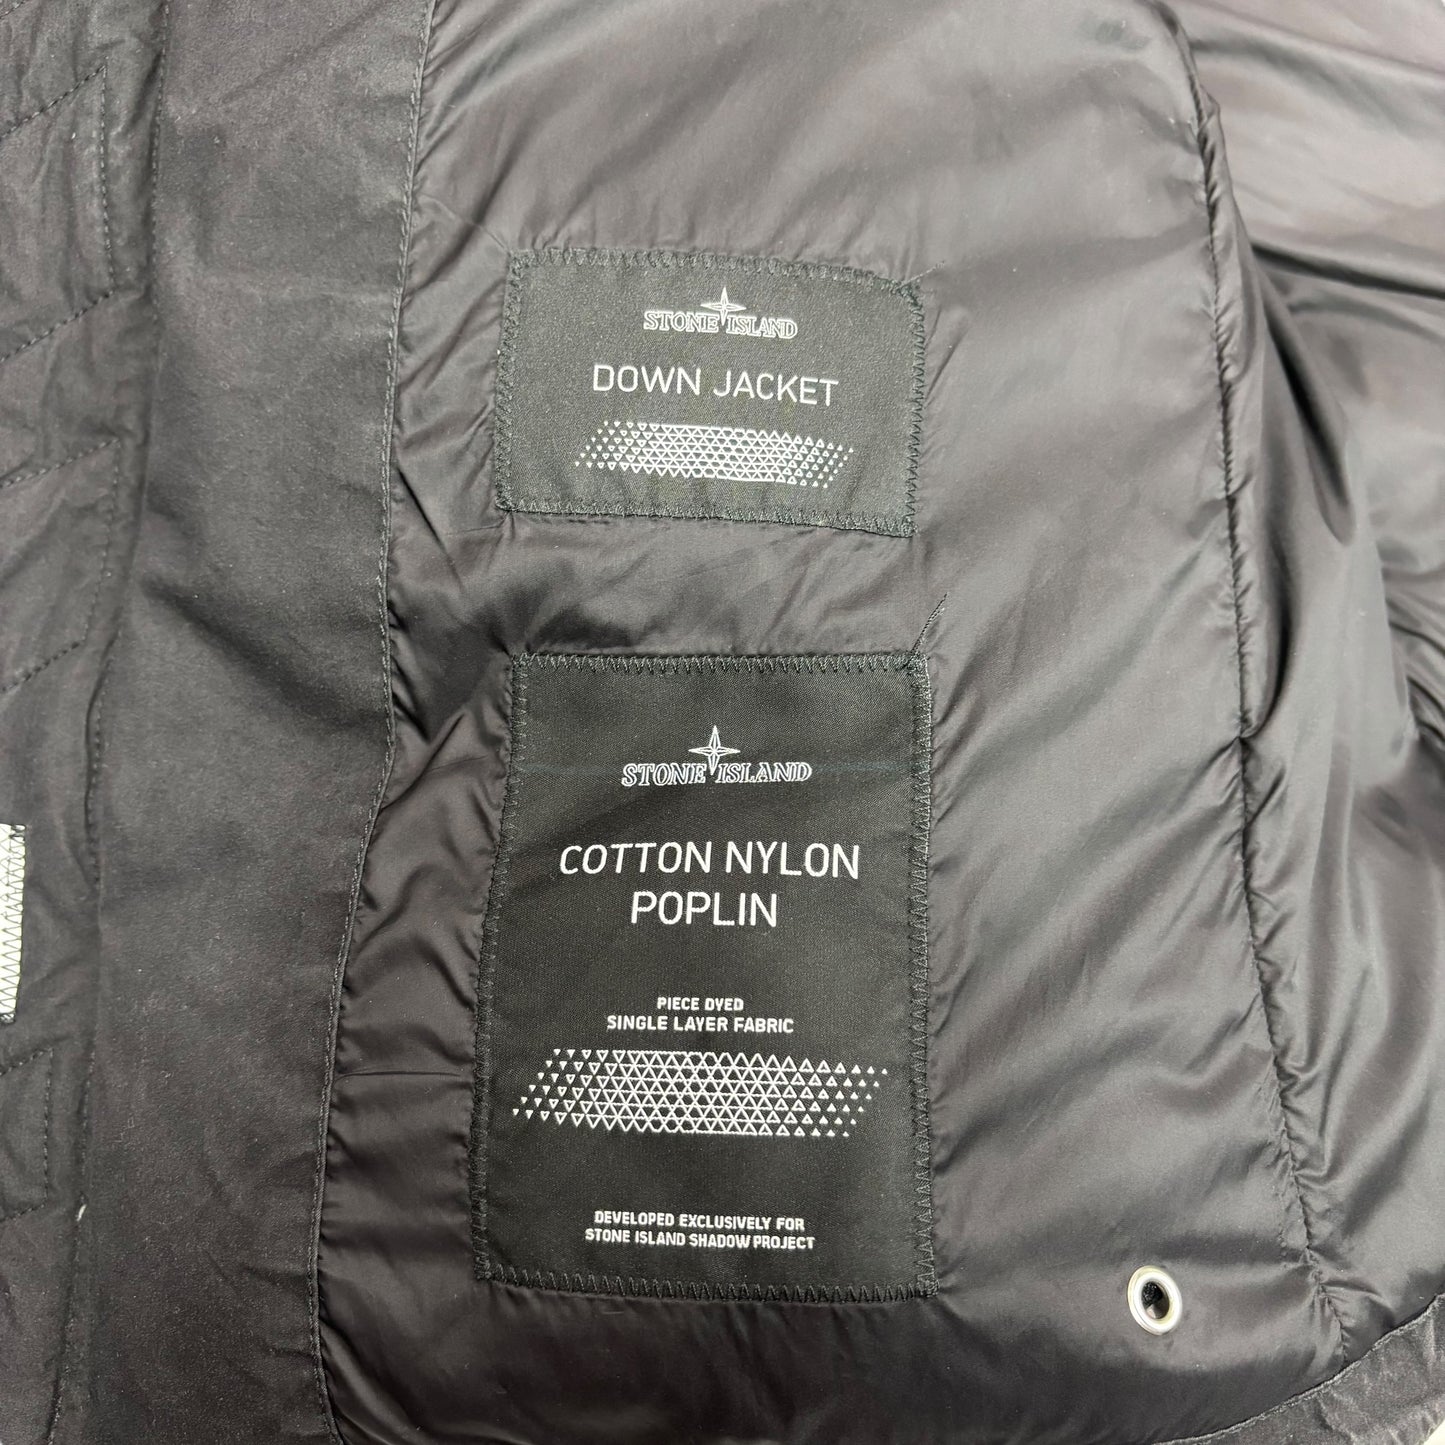 STONE ISLAND
DOWN JACKET
STONE ISLAND
COTTON NYLON
POPLIN
PIECE DYED
SINGLE LAYER FABRIC
DEVELOPED EXCLUSIVELY FOR
STONE ISLAND SHADOW PROJECT